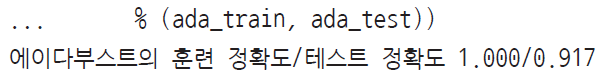 ...      % (ada_train, ada_test))
에이다부스트의 훈련 정확도/테스트 정확도 1.000/0.917